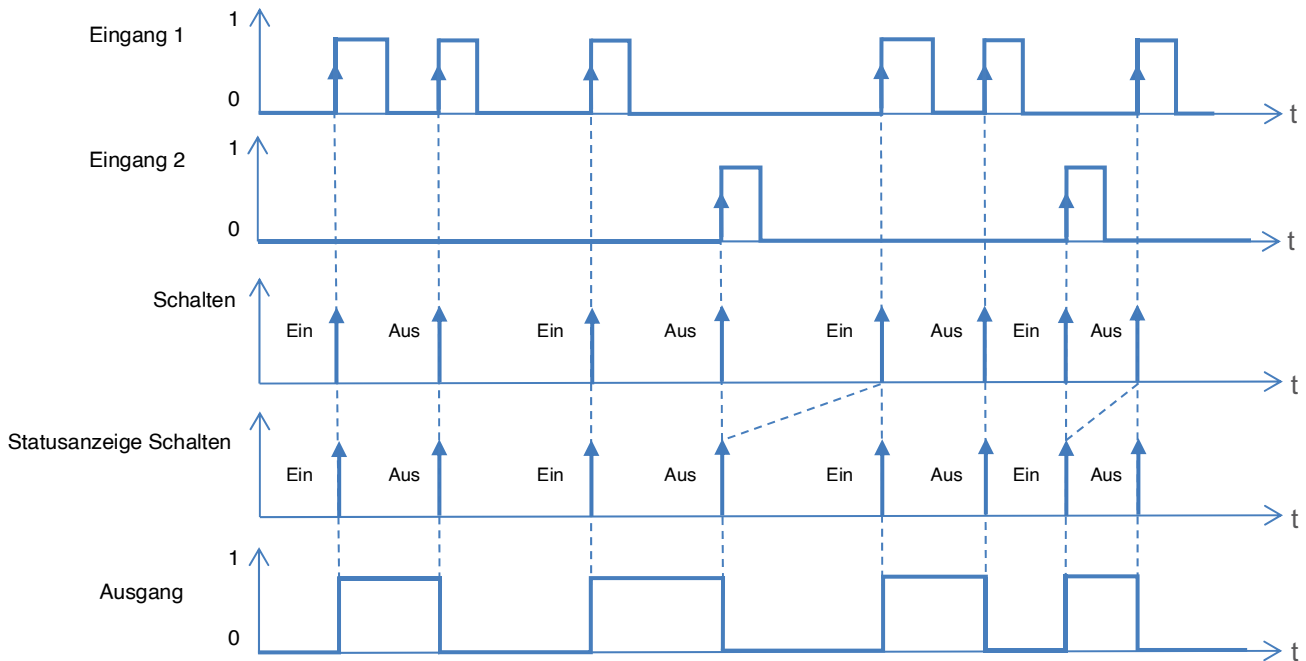 Eingang 1
1
0
t
Eingang 2
1
0
t
Schalten
Ein Aus Ein Aus Ein Aus Ein Aus
t
Statusanzeige Schalten
Ein Aus Ein Aus Ein Aus Ein Aus
t
Ausgang
1
0
t